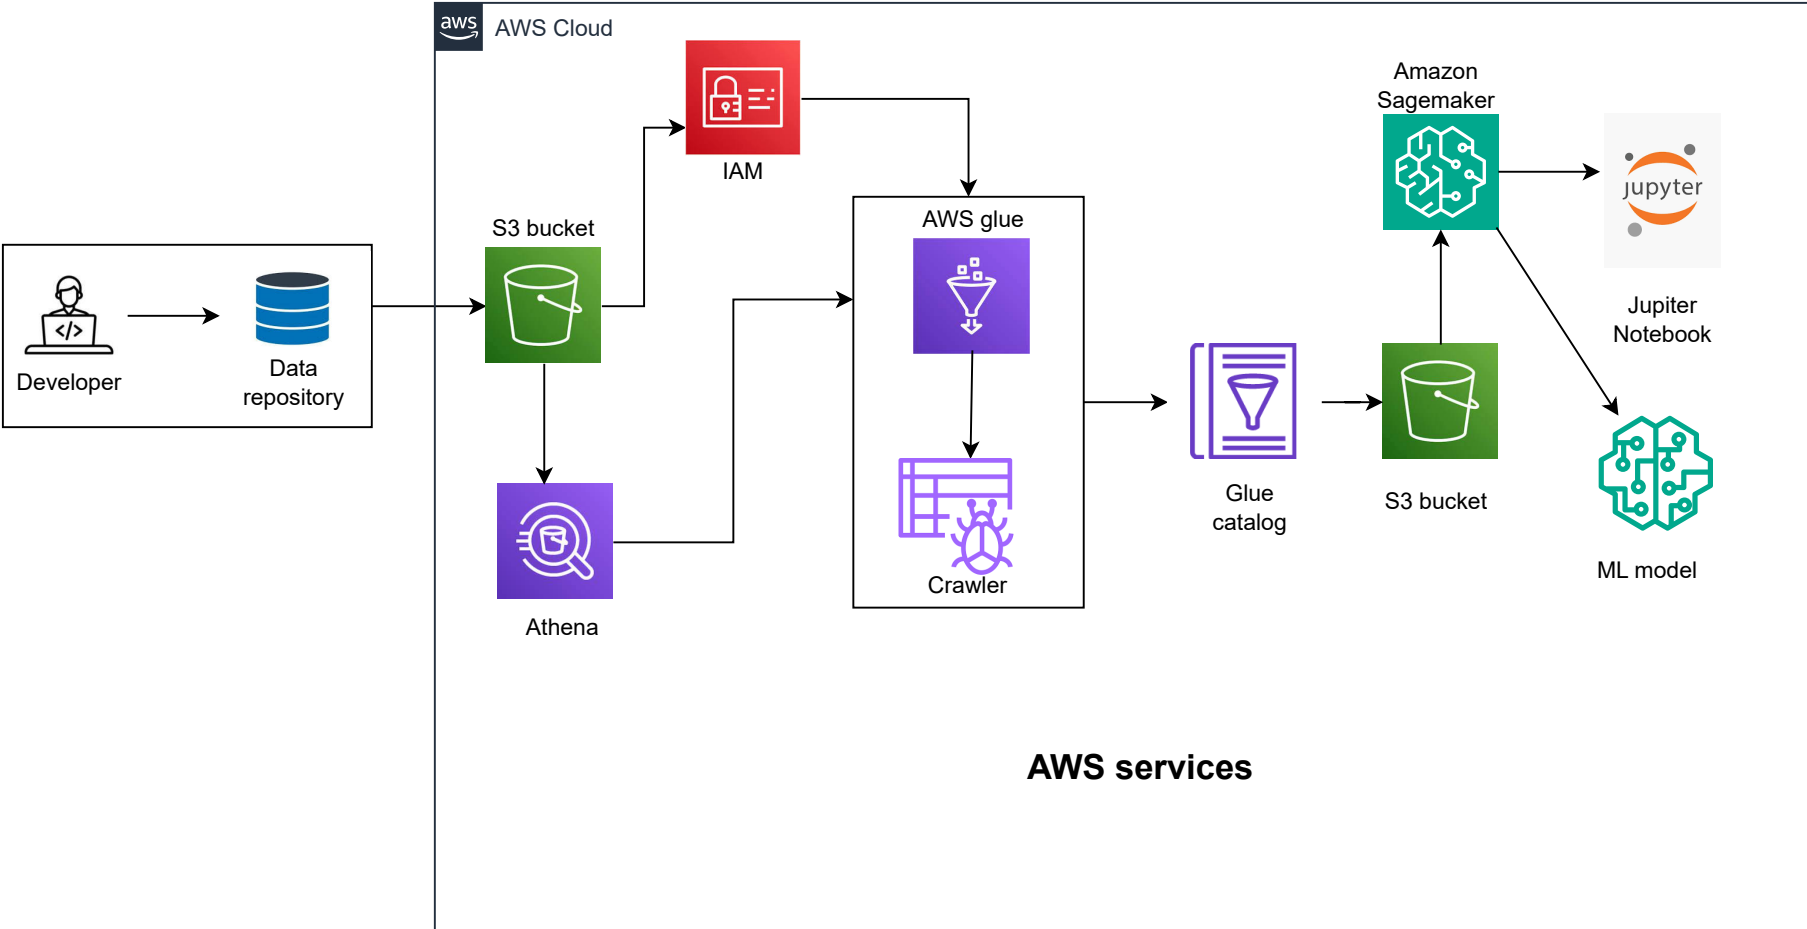 aws
AWS Cloud
IAM
S3 bucket
Developer
</>
Data
repository
Athena
AWS glue
Crawler
Glue
catalog
Amazon
Sagemaker
jupyter
Jupiter
Notebook
S3 bucket
ML model
AWS services